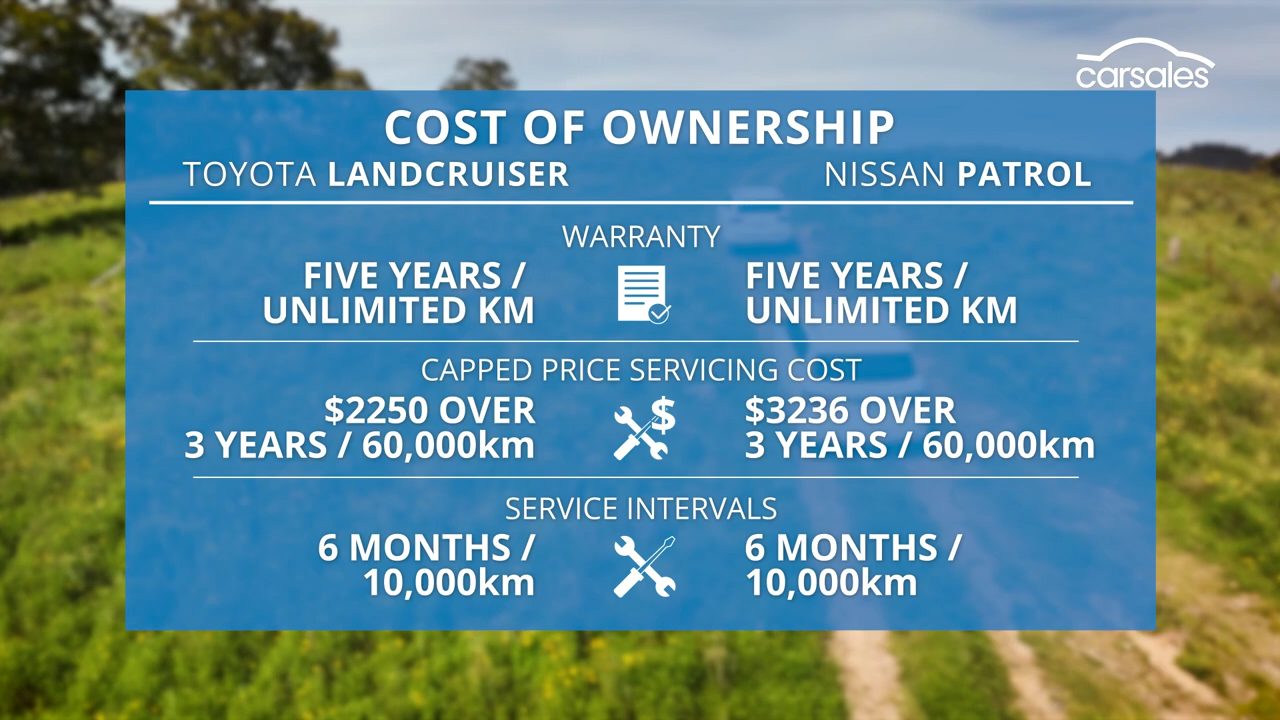 carsales
COST OF OWNERSHIP
TOYOTA LANDCRUISER
NISSAN PATROL
WARRANTY
FIVE YEARS /
UNLIMITED KM
FIVE YEARS /
UNLIMITED KM
CAPPED PRICE SERVICING COST
$2250 OVER
3 YEARS / 60,000km
$
$3236 OVER
3 YEARS / 60,000km
SERVICE INTERVALS
6 MONTHS /
10,000km
6 MONTHS /
10,000km